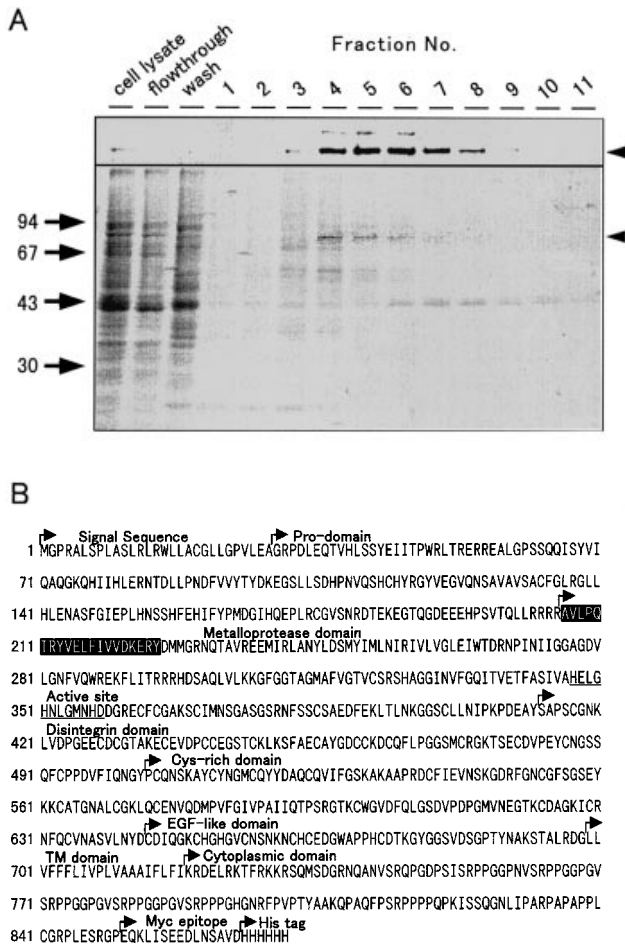 A
Fraction No.
cell lysate flowthrough wash 1 2 3 4 5 6 7 8 9 10 11
94
67
43
30
B
Signal Sequence Pro-domain
1 MGPRALSPLASLRLRWLLACGLLGPVLEAGRPDLEQTVHLSSYEIITPWRLTRERREALGPSSQQISYVI
71 QAQGKQHIIHLERNTDLLPNDFVVYTYDKEGSLLSDHPNVQSHCHYRGYVEGVQNSAVAVSACFGLRGLL
141 HLENASFGIEPLHNSSHFEHIFYPMDGIHQEPLRCGVSNRDTEKEGTQGDEEEHPSVTQLLRRRRAVLPQ
Metalloprotease domain
211 TRYVELFIVVDKERYDMMGRNQTAVREEMIRLANYLDSMYIMLNIRIVLVGLEIWTDRNPINIIGGAGDV
281 LGNFVQWREKFLITRRRHDSAQLVLKKGFGGTAGMAFVGTVCSRSHAGGINVFGQITVETFASIVAHELG
Active site
351 HNLGMNHDDGRECFCGAKSCIMNSGASGSRNFSSCSAEDFEKLTLNKGGSCLLNIPKPDEAYSAPSCGNK
Disintegrin domain
421 LVDPGEECDCGTAKECEVDPCCEGSTCKLKSFAECAYGDCCKDCQFLPGGSMCRGKTSECDVPEYCNGSS
Cys-rich domain
491 QFCPPDVFIQNGYPCQNSKAYCYNGMCQYYDAQCQVIFGSKAKAAPRDCFIEVNSKGDRFGNCGFSGSEY
561 KKCATGNALCGKLQCENVQDMPVFGIVPAIIQTPSRGTKCWGVDFQLGSDVPDPGMVNEGTKCDAGKICR
EGF-like domain
631 NFQCVNASVLNYDCDIQGKCHGHGVCNSNKNCHCEDGWAPPHCDTKGYGGSVDSGPTYNAKSTALRDGLL
TM domain Cytoplasmic domain
701 VFFFLIVPLVAAAIFLFIKRDELRKTFRKKRSQMSDGRNQANVSRQPGDPSISRPPGGPNVSRPPGGPGV
771 SRPPGGPGVSRPPGGPGVSRPPPGHGNRFPVPTYAAKQPAQFPSRPPPPQPKISSQGNLIPARPAPAPPL
Myc epitope His tag
841 CGRPLESRGPEQKLISEEDLNSAVDHHHHHH